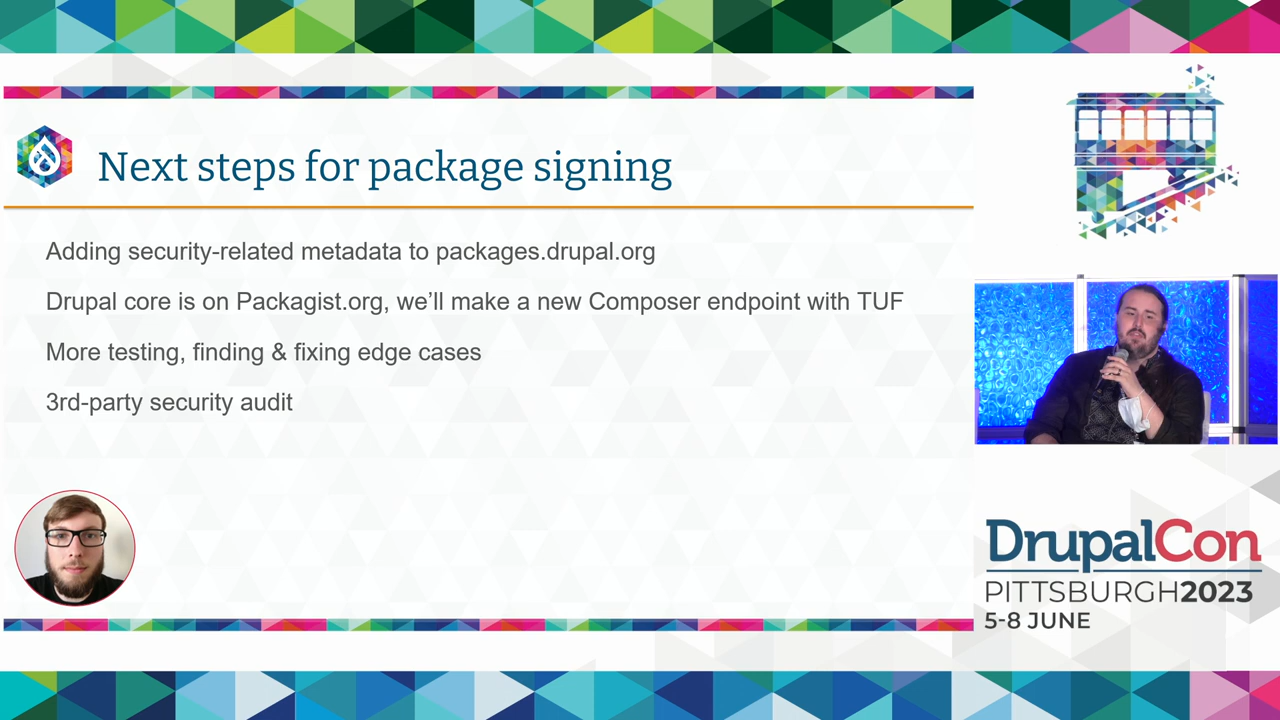 Next steps for package signing
Adding security-related metadata to packages.drupal.org
Drupal core is on Packagist.org, we’ll make a new Composer endpoint with TUF
More testing, finding & fixing edge cases
3rd-party security audit
DrupalCon
PITTSBURGH2023
5-8 JUNE